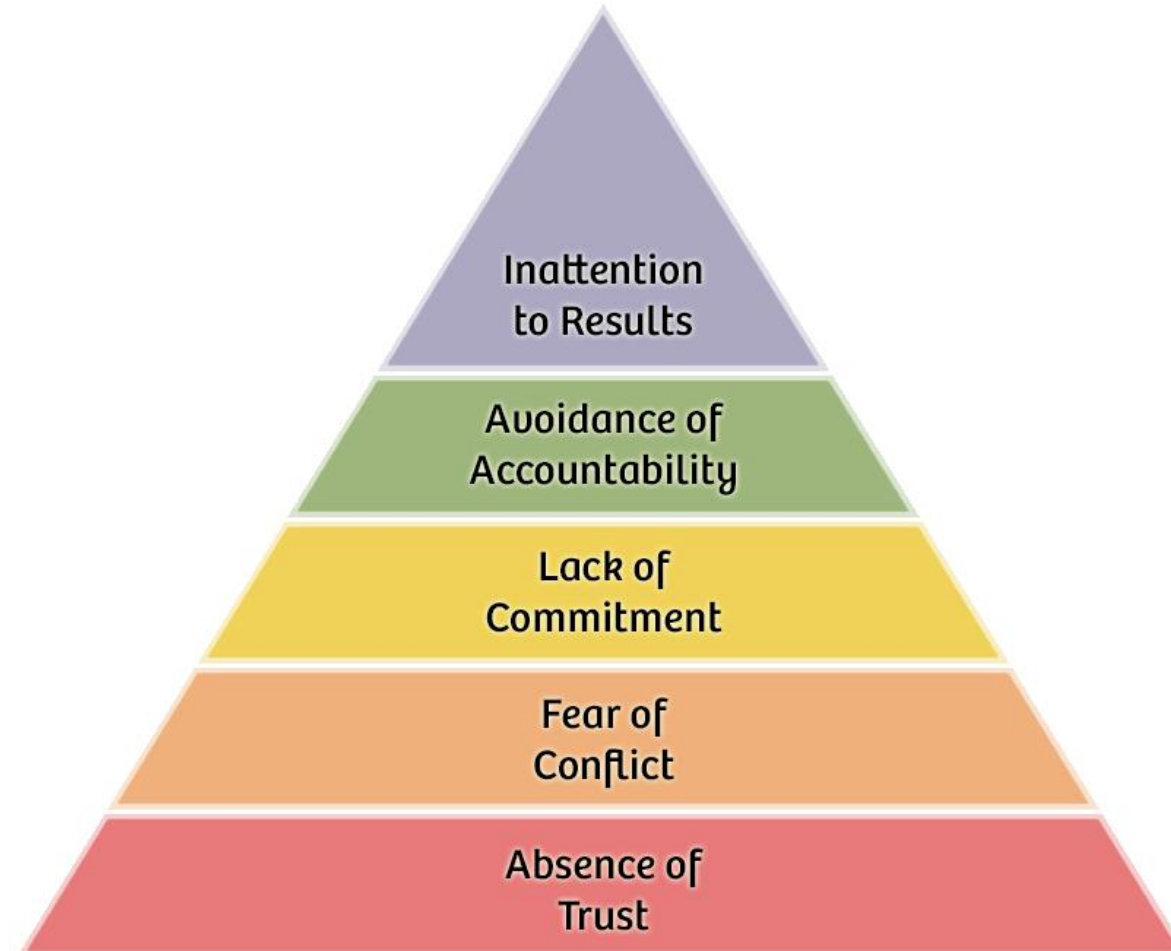 Inattention
to Results
Avoidance of
Accountability
Lack of
Commitment
Fear of
Conflict
Absence of
Trust